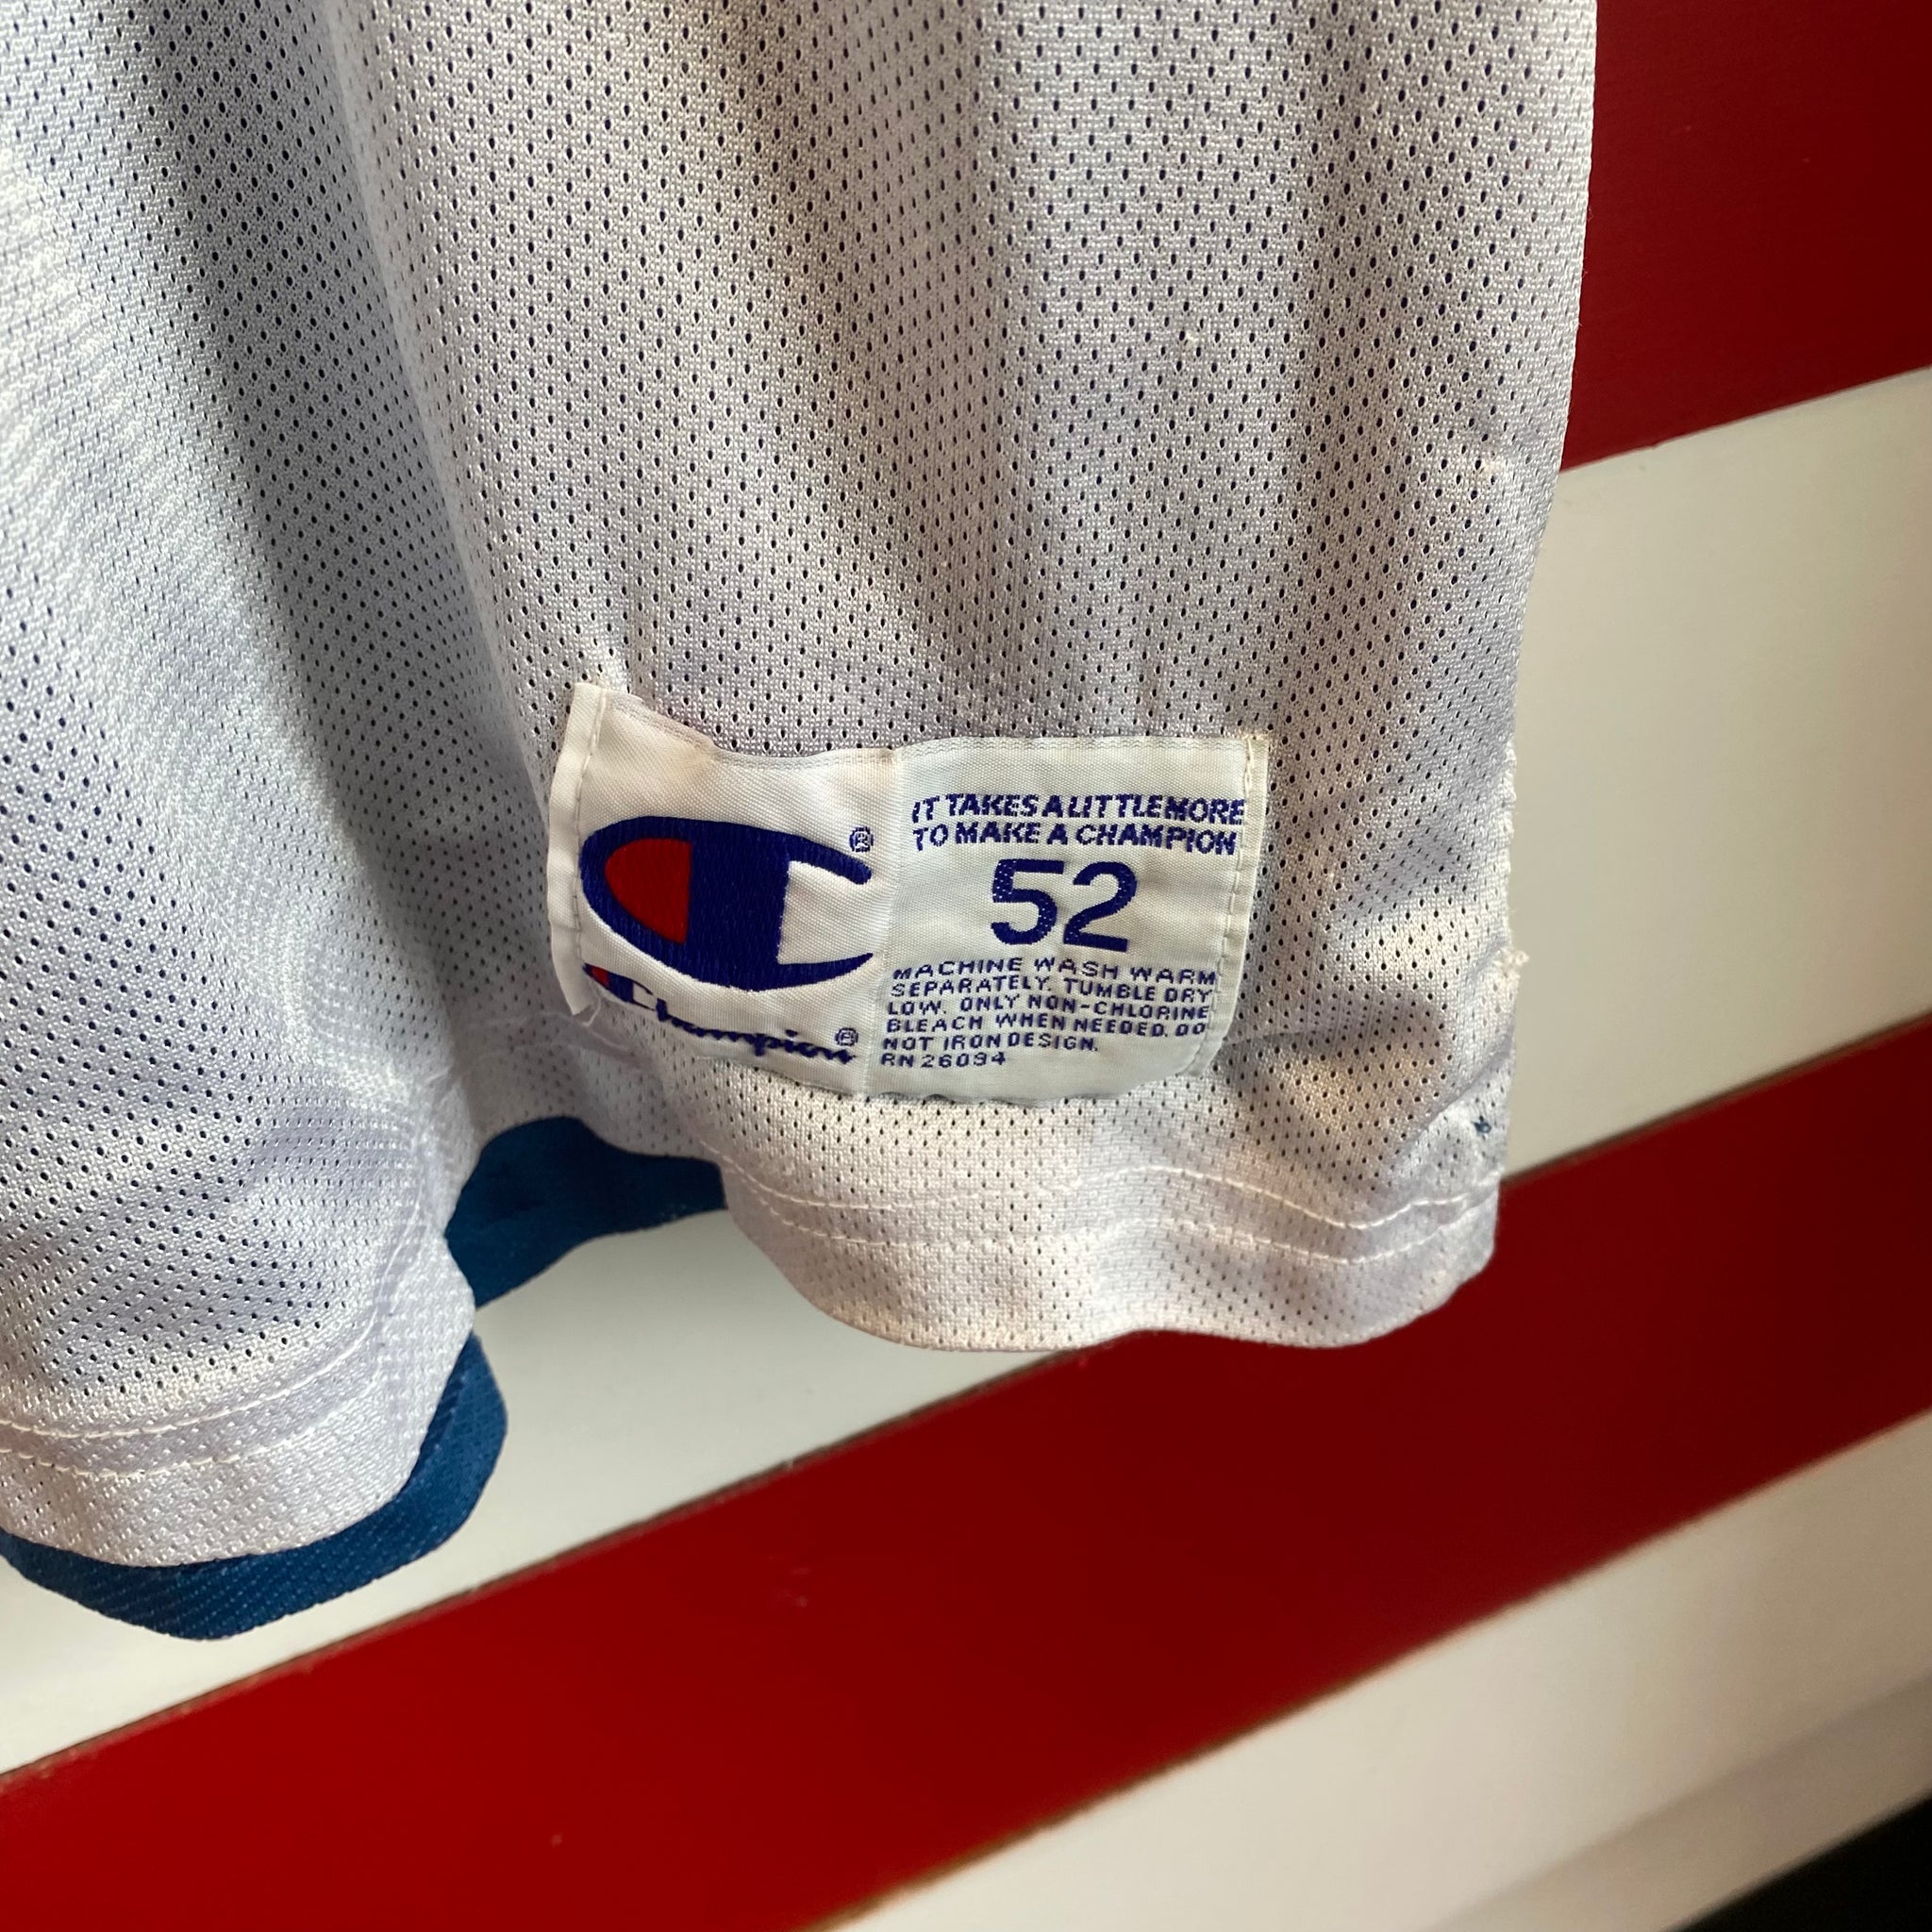 IT TAKES A LITTLE MORE
TO MAKE A CHAMPION
52
Champion®
MACHINE WASH WARM
SEPARATELY. TUMBLE DRY
LOW. ONLY NON-CHLORINE
BLEACH WHEN NEEDED. DO
NOT IRON DESIGN.
RN 26094